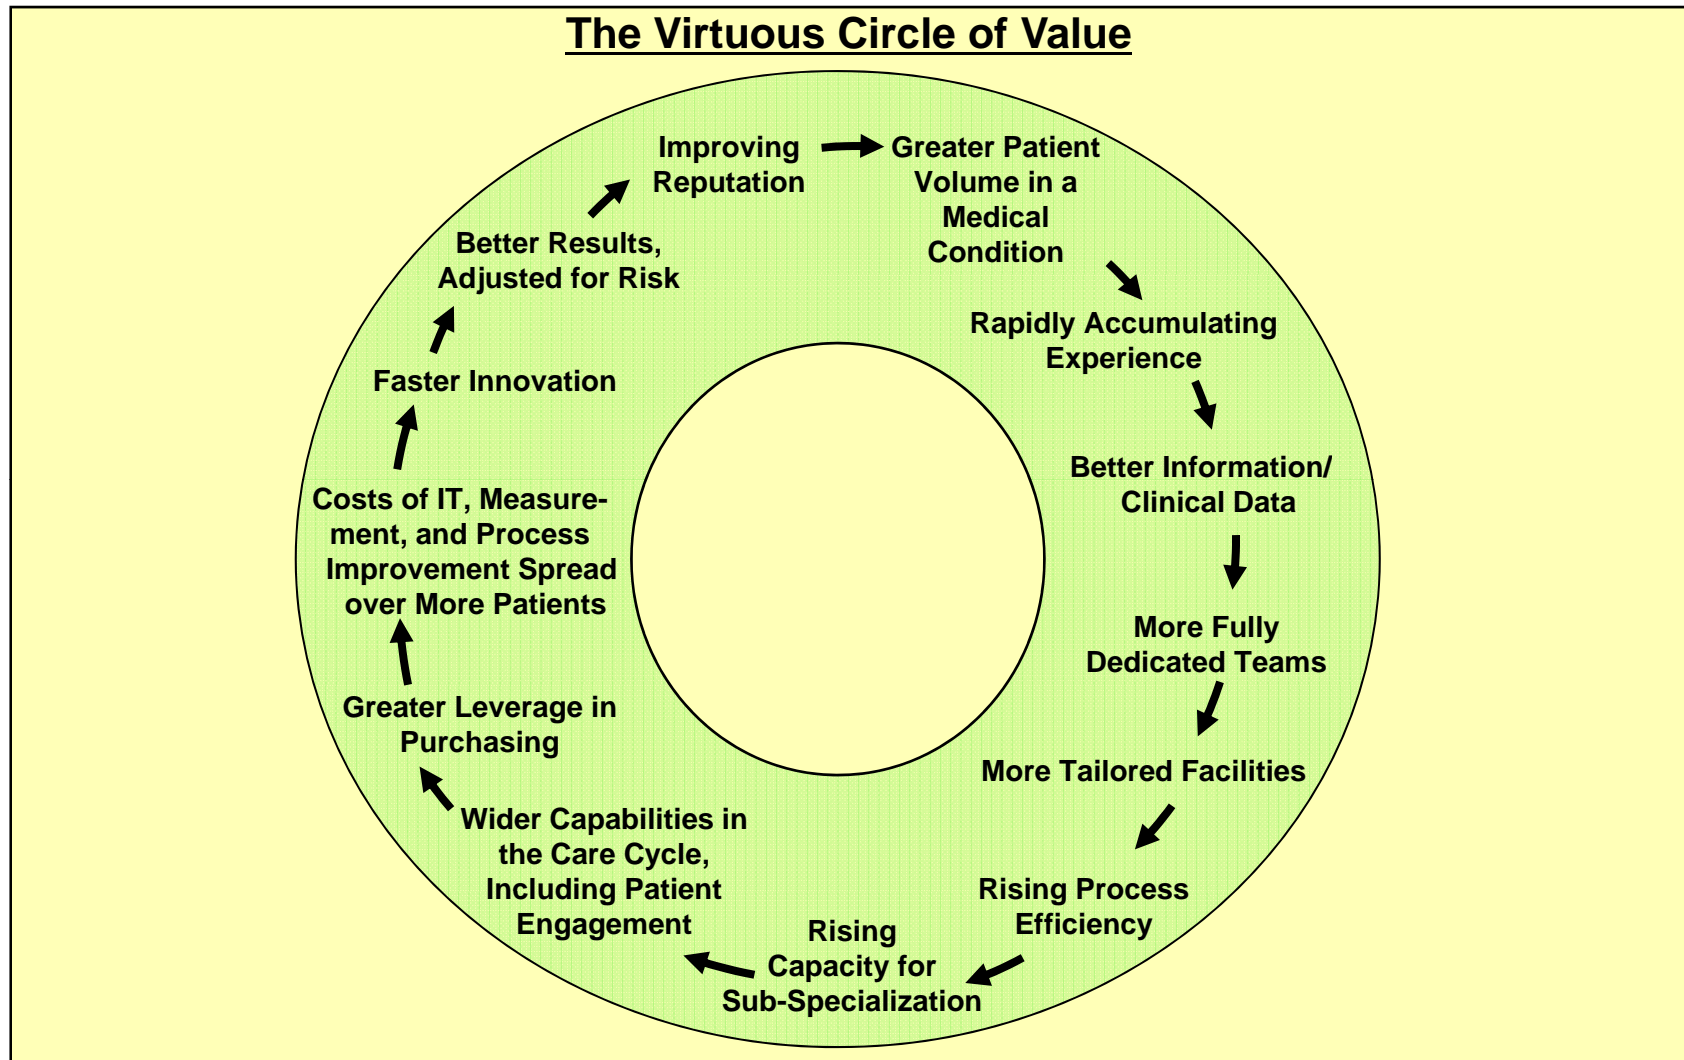 The Virtuous Circle of Value
Improving
Reputation
Greater Patient
Volume in a
Medical
Condition
Rapidly Accumulating
Experience
Better Information/
Clinical Data
More Fully
Dedicated Teams
More Tailored Facilities
Rising Process
Efficiency
Rising
Capacity for
Sub-Specialization
Wider Capabilities in
the Care Cycle,
Including Patient
Engagement
Greater Leverage in
Purchasing
Costs of IT, Measure-
ment, and Process
Improvement Spread
over More Patients
Faster Innovation
Better Results,
Adjusted for Risk